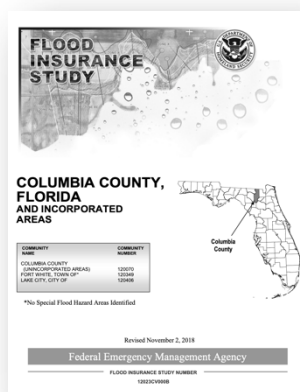 FLOOD
INSURANCE
STUDY
COLUMBIA COUNTY,
FLORIDA
AND INCORPORATED
AREAS
COMMUNITY NAME COMMUNITY NUMBER
COLUMBIA COUNTY
(UNINCORPORATED AREAS) 120070
FORT WHITE, TOWN OF* 120349
LAKE CITY, CITY OF 120406
*No Special Flood Hazard Areas Identified
Columbia
County
Revised November 2, 2018
Federal Emergency Management Agency
FLOOD INSURANCE STUDY NUMBER
12023CV000B